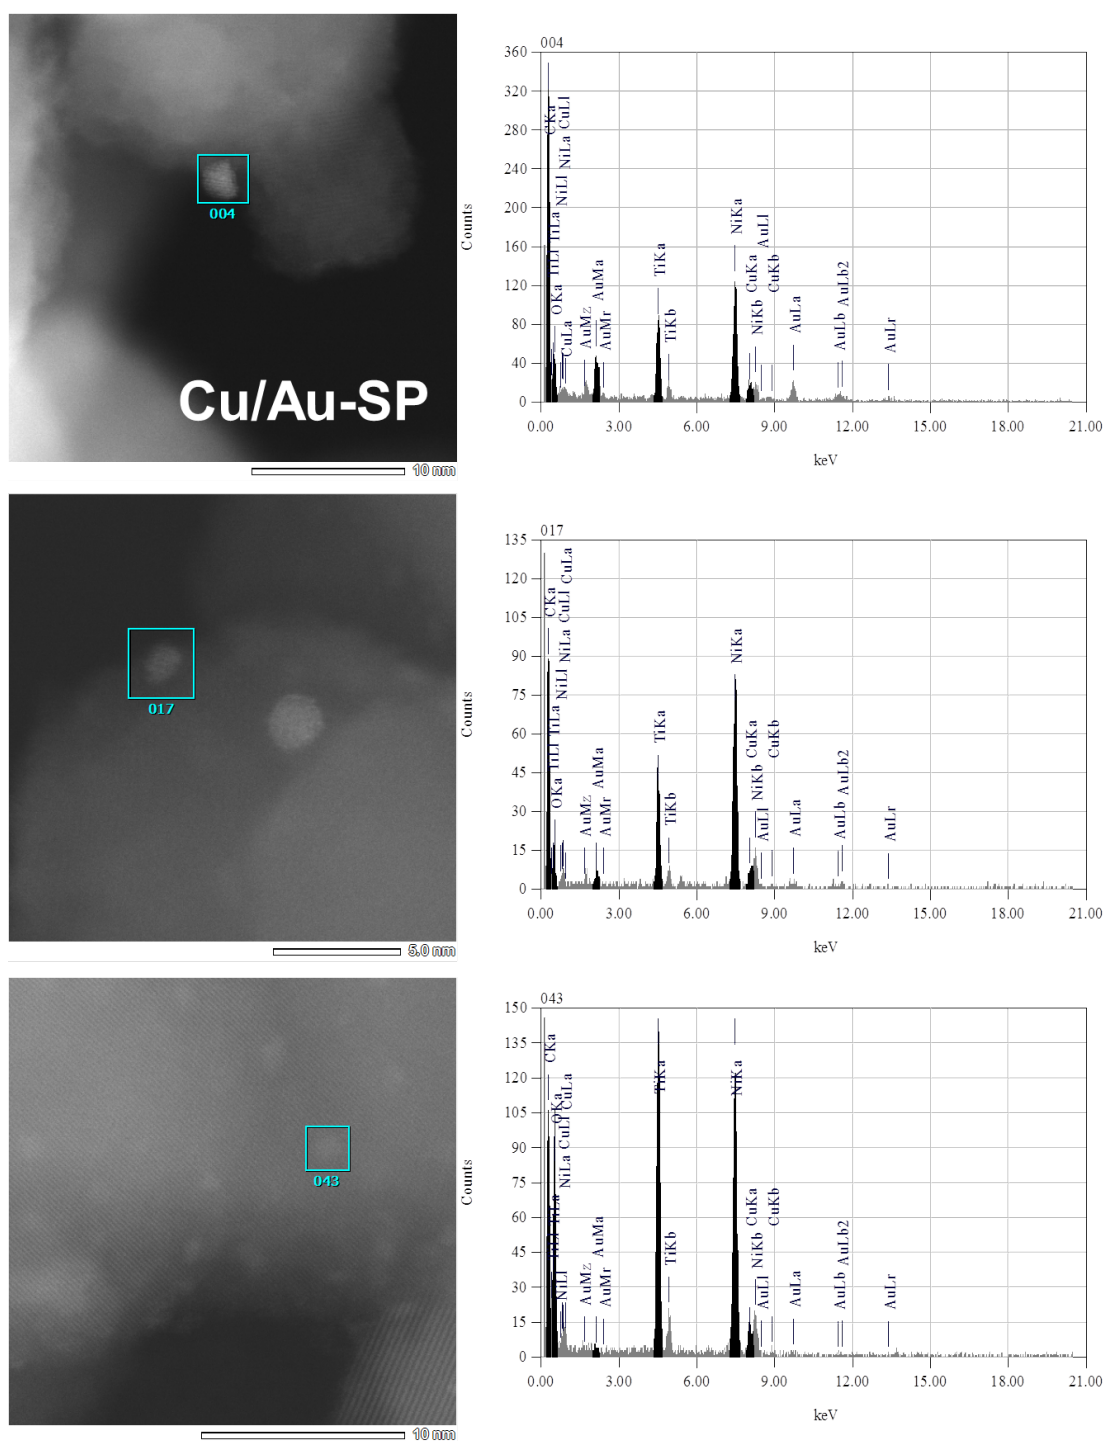 004
Cu/Au-SP
10 nm
004
Counts
360
320
280
240
200
160
120
80
40
0
CKa
OKa
TiLl
TiLa
NiLl
NiLa
CuLl
CuLa
AuMz
AuMa
AuMr
TiKa
TiKb
NiKa
NiKb
CuKa
AuLl
CuKb
AuLa
AuLb
AuLb2
AuLr
0.00 3.00 6.00 9.00 12.00 15.00 18.00 21.00
keV
017
5.0 nm
017
Counts
135
120
105
90
75
60
45
30
15
0
CKa
OKa
TiLl
TiLa
NiLl
NiLa
CuLl
CuLa
AuMz
AuMa
AuMr
TiKa
TiKb
NiKa
NiKb
CuKa
AuLl
CuKb
AuLa
AuLb
AuLb2
AuLr
0.00 3.00 6.00 9.00 12.00 15.00 18.00 21.00
keV
043
10 nm
043
Counts
150
135
120
105
90
75
60
45
30
15
0
CKa
OKa
TiLl
TiLa
NiLl
NiLa
CuLl
CuLa
AuMz
AuMa
AuMr
TiKa
TiKb
NiKa
NiKb
CuKa
AuLl
CuKb
AuLa
AuLb
AuLb2
AuLr
0.00 3.00 6.00 9.00 12.00 15.00 18.00 21.00
keV